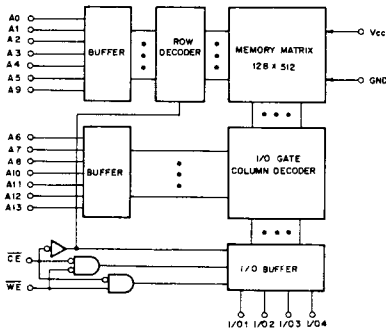 A0
A1
A2
A3
A4
A5
A9
BUFFER
ROW
DECODER
MEMORY MATRIX
128 X 512
Vcc
GND
A6
A7
A8
A10
A11
A12
A13
BUFFER
I/O GATE
COLUMN DECODER
CE
WE
I/O BUFFER
I/O1 I/O2 I/O3 I/O4